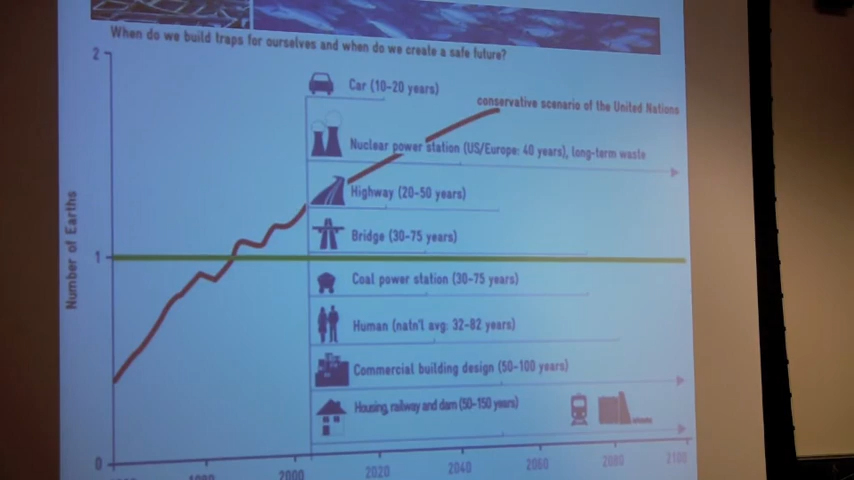 When do we build traps for ourselves and when do we create a safe future?
2
Car (10-20 years)
conservative scenario of the United Nations
Nuclear power station (US/Europe: 40 years), long-term waste
Highway (20-50 years)
Number of Earths
Bridge (30-75 years)
1
Coal power station (30-75 years)
Human (natn'l avg: 32-82 years)
Commercial building design (50-100 years)
Housing, railway and dam (50-150 years)
0
1980
2000
2020
2040
2060
2080
2100